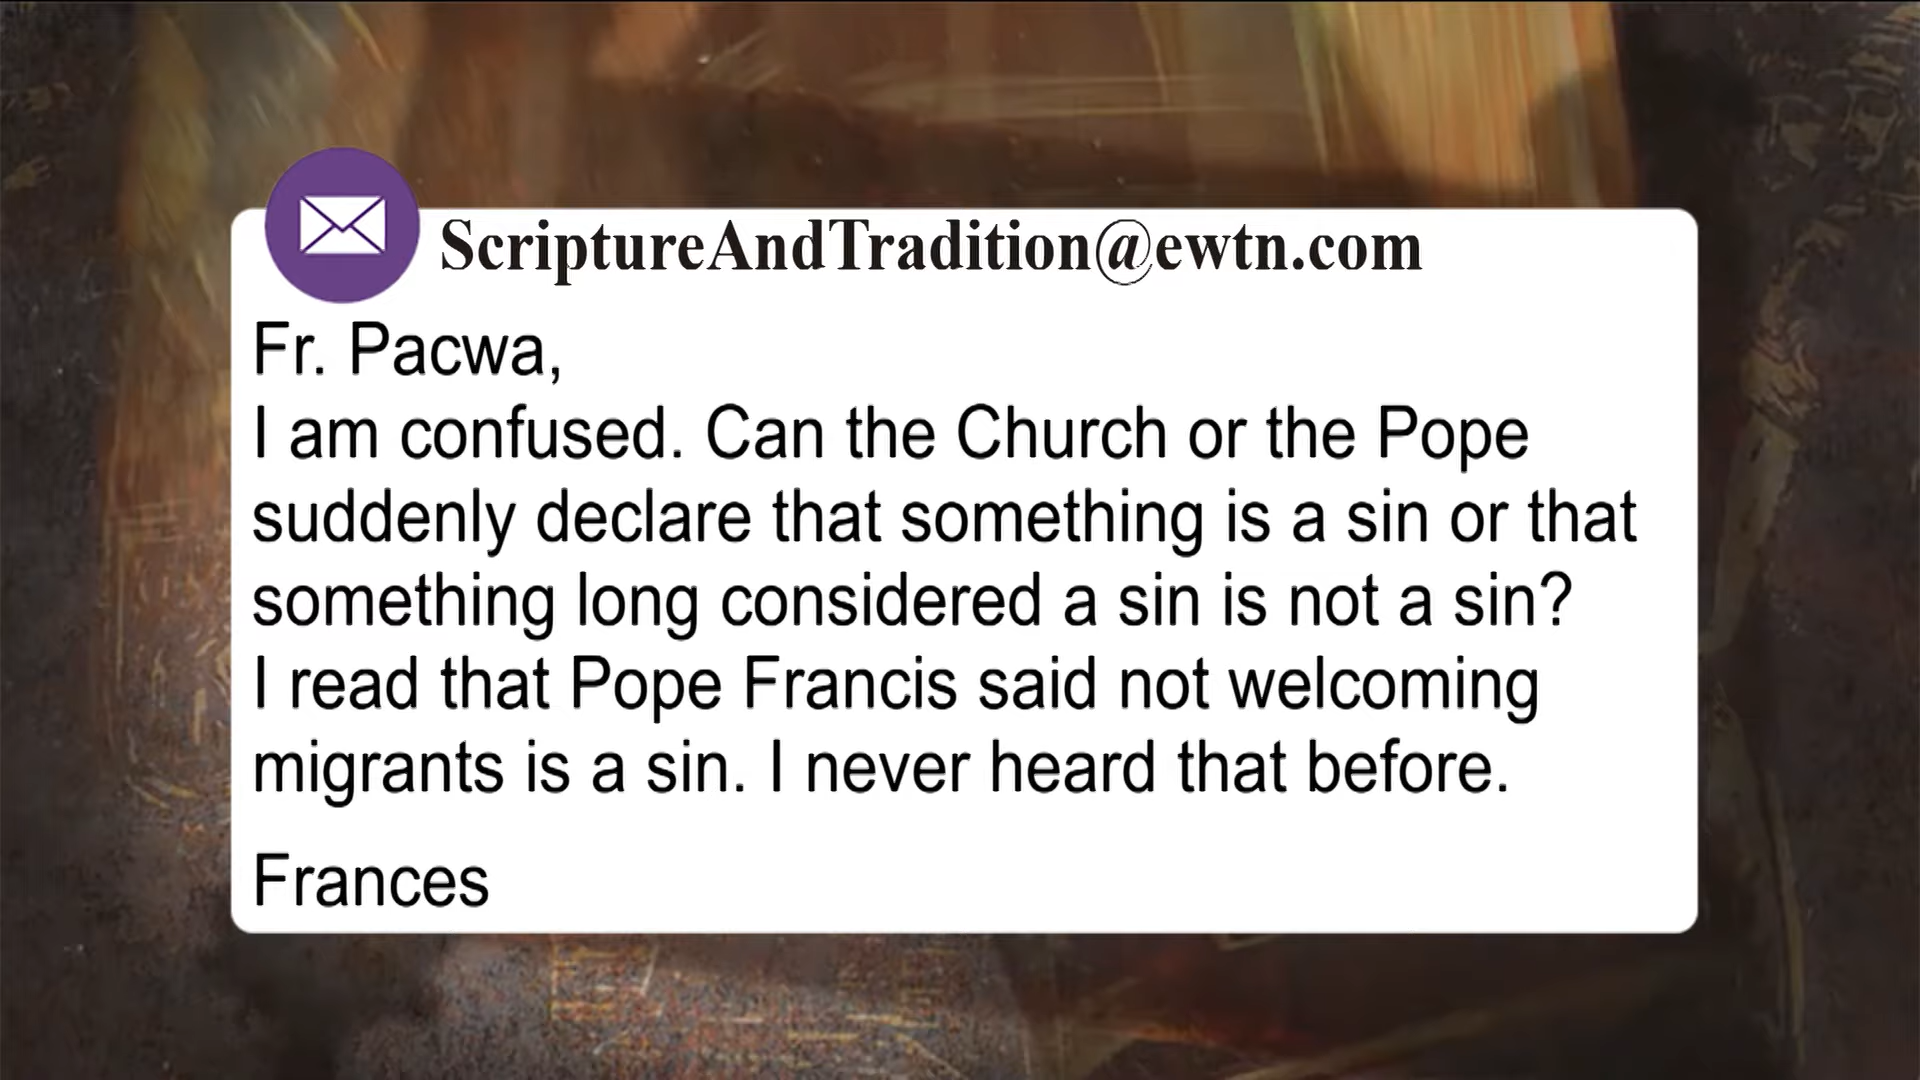 ScriptureAndTradition@ewtn.com
Fr. Pacwa,
I am confused. Can the Church or the Pope
suddenly declare that something is a sin or that
something long considered a sin is not a sin?
I read that Pope Francis said not welcoming
migrants is a sin. I never heard that before.
Frances